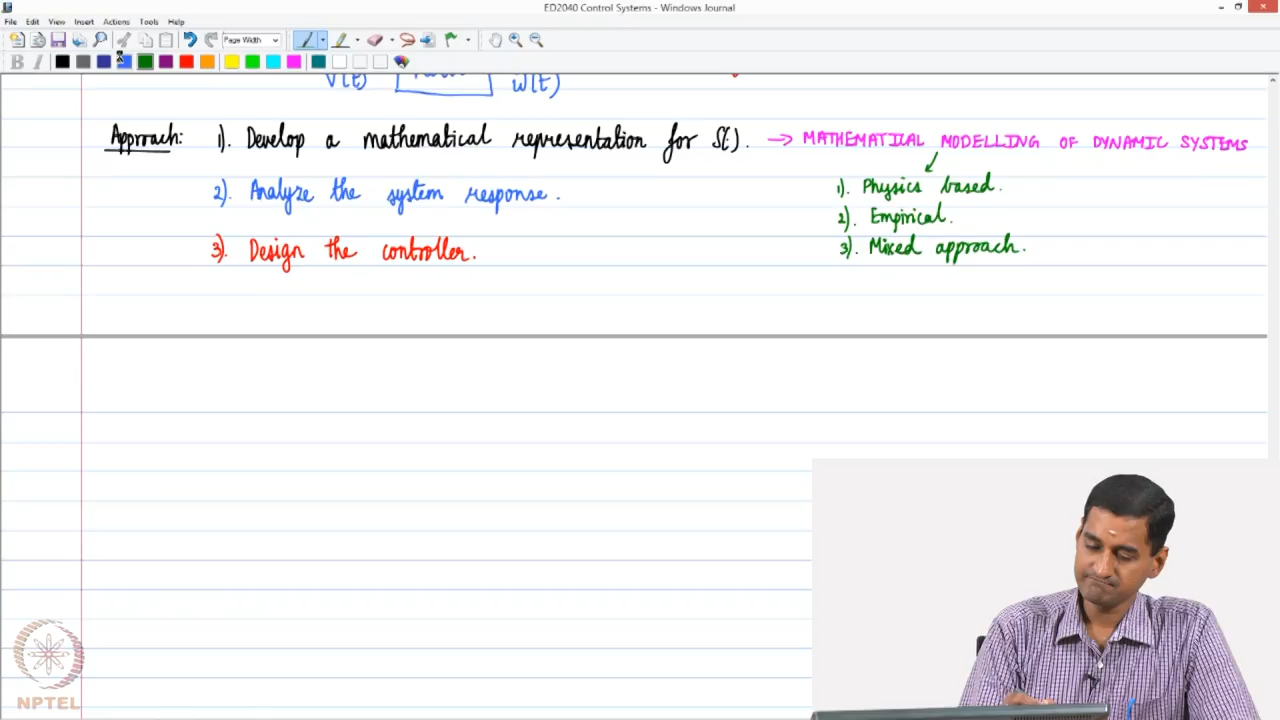 ED2040 Control Systems - Windows Journal
File Edit View Insert Actions Tools Help
Page Width
B I
V(t) w(t)
Approach: 1). Develop a mathematical representation for S(.). → MATHEMATICAL MODELLING OF DYNAMIC SYSTEMS
1). Physics based.
2). Analyze the system response.
2). Empirical.
3). Design the controller.
3). Mixed approach.
NPTEL